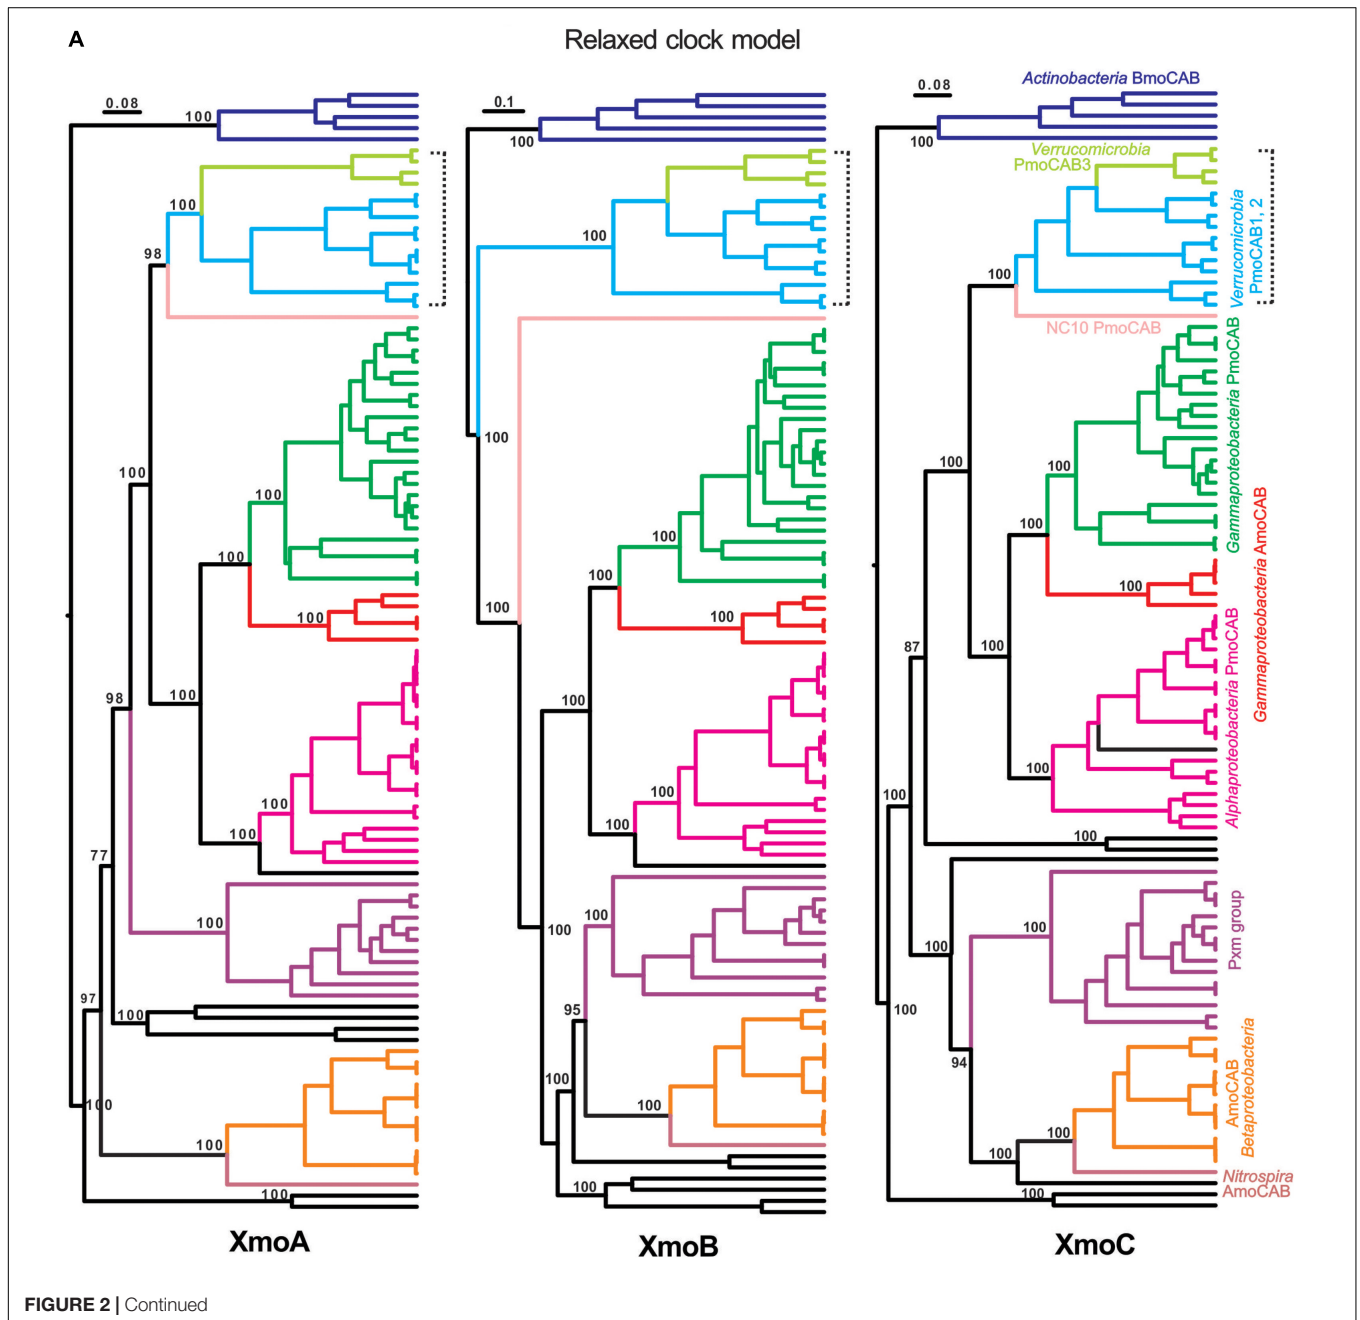 A
Relaxed clock model
0.08
100
100
98
100
100
100
100
100
98
100
100
77
100
97
100
100
100
100
XmoA
0.1
100
100
100
100
100
100
100
100
100
100
100
100
95
100
100
100
XmoB
0.08
Actinobacteria BmoCAB
100
Verrucomicrobia
PmoCAB3
Verrucomicrobia
PmoCAB1, 2
100
NC10 PmoCAB
Gammaproteobacteria PmoCAB
100
100
100
Gammaproteobacteria AmoCAB
100
100
87
Alphaproteobacteria PmoCAB
100
100
100
Pxm group
100
100
100
94
AmoCAB
Betaproteobacteria
100
100
Nitrospira
AmoCAB
100
XmoC
FIGURE 2 | Continued